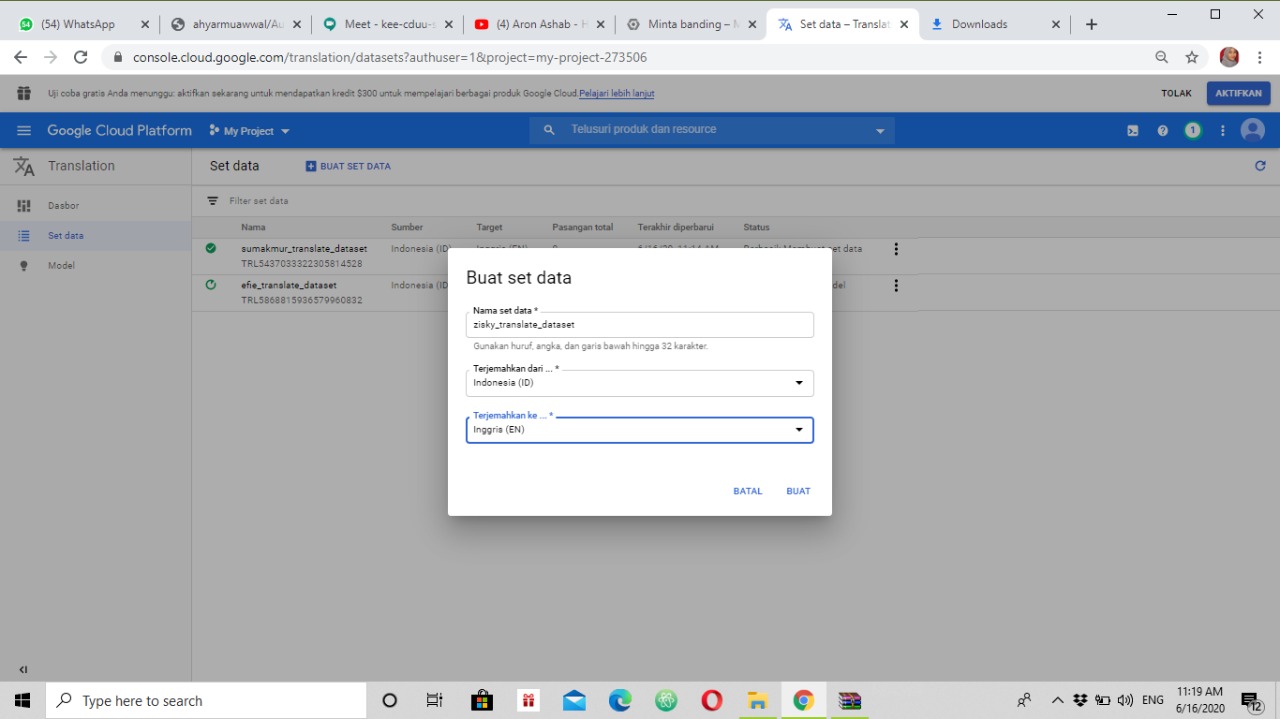 (54) WhatsApp
ahyarmuawwal/Au
Meet - kee-cduu-
(4) Aron Ashab - H
Minta banding – M
Set data – Translat
Downloads
console.cloud.google.com/translation/datasets?authuser=1&project=my-project-273506
Uji coba gratis Anda menunggu: aktifkan sekarang untuk mendapatkan kredit $300 untuk mempelajari berbagai produk Google Cloud.Pelajari lebih lanjut
TOLAK
AKTIFKAN
Google Cloud Platform
My Project
Telusuri produk dan resource
1
Translation
Set data
BUAT SET DATA
Dasbor
Set data
Model
Filter set data
Nama Sumber Target Pasangan total Terakhir diperbarui Status
sumakmur_translate_dataset Indonesia (ID) Inggris (EN) 0 6/16/20, 11:14 AM Berhasil: Membuat set data
TRL5437033322305814528
efie_translate_dataset Indonesia (ID del
TRL5868815936579960832
Buat set data
Nama set data *
zisky_translate_dataset
Gunakan huruf, angka, dan garis bawah hingga 32 karakter.
Terjemahkan dari ... *
Indonesia (ID)
Terjemahkan ke ... *
Inggris (EN)
BATAL
BUAT
Type here to search
ENG
11:19 AM
6/16/2020
12